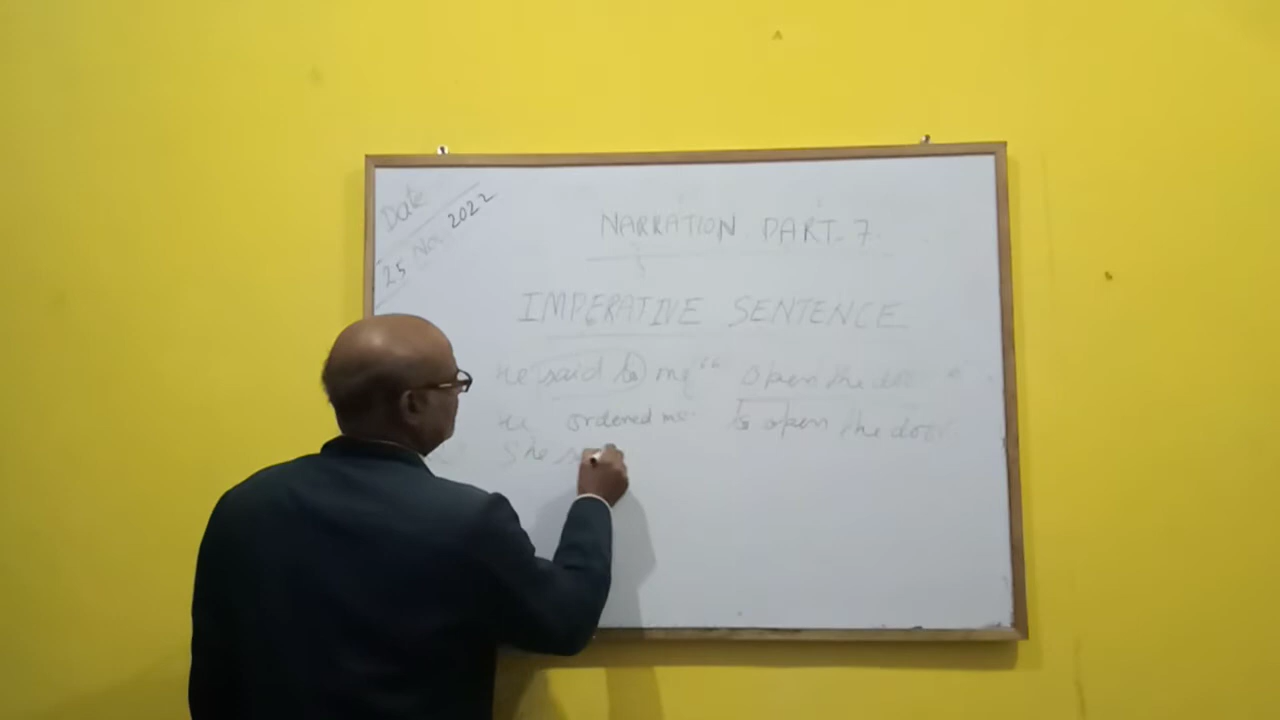 Date
25 Nov 2022
NARRATION PART-7
IMPERATIVE SENTENCE
He said to me " open the door "
He ordered me to open the door.
She